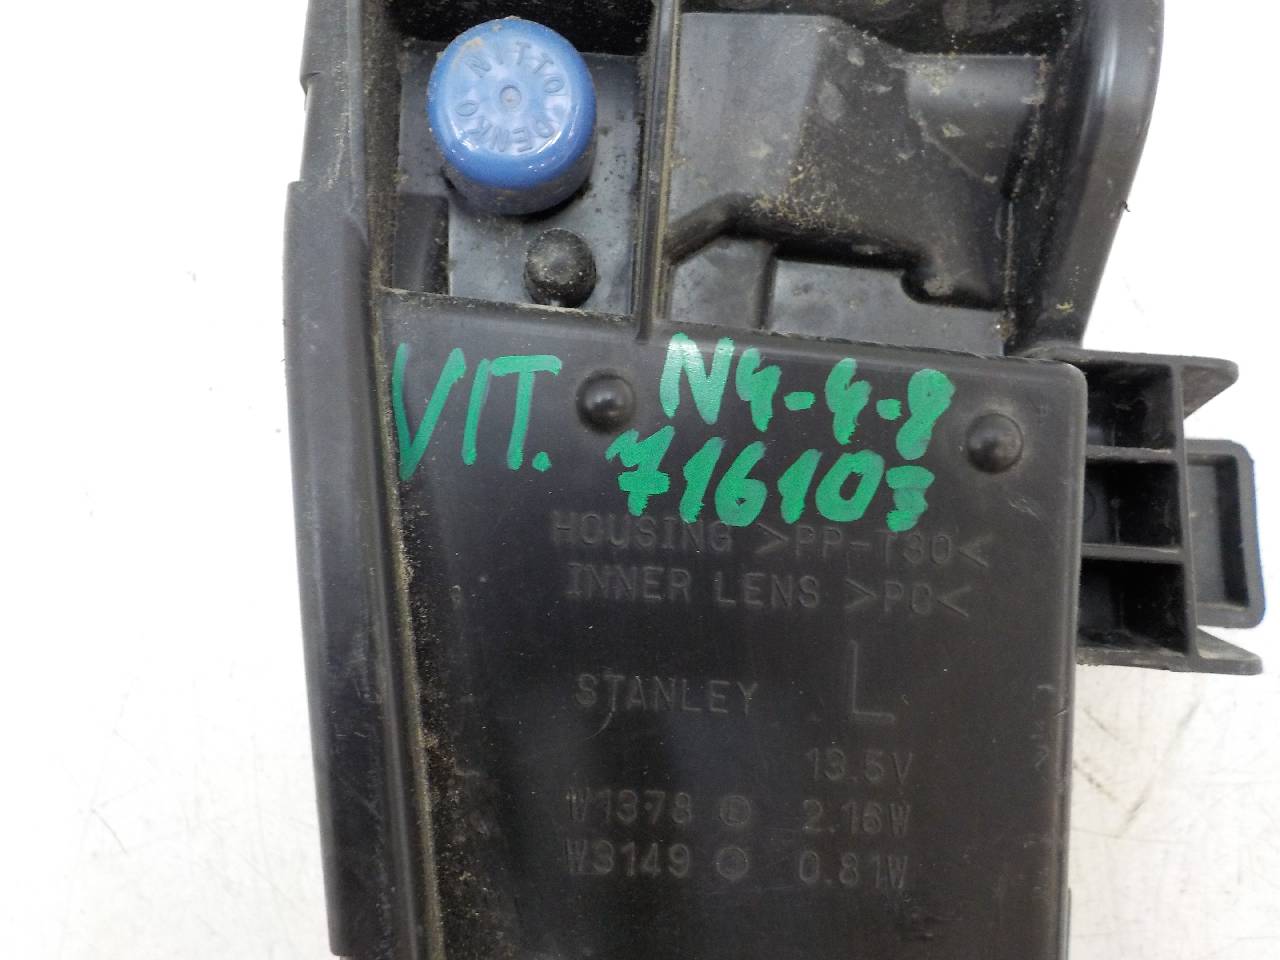 NITTO DENKO
VIT. N4-4-8
716103
HOUSING >PP-T30<
INNER LENS >PC<
STANLEY L
13.5V
W1378 2.16W
W3149 0.81W